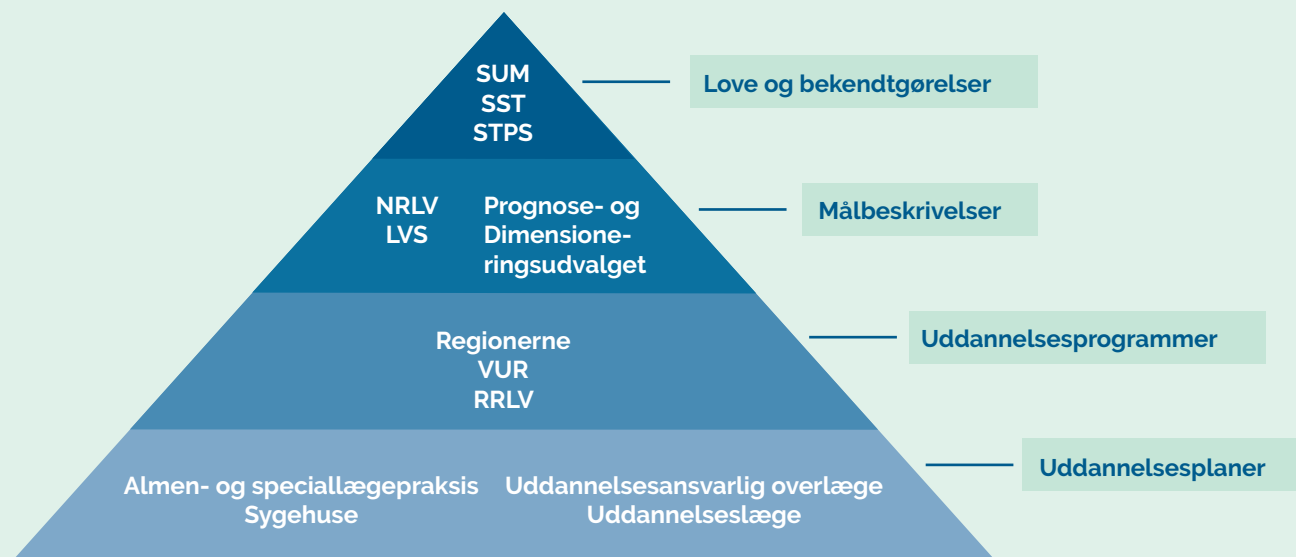 SUM
SST
STPS
Love og bekendtgørelser
NRLV
LVS
Prognose- og
Dimensione-
ringsudvalget
Målbeskrivelser
Regionerne
VUR
RRLV
Uddannelsesprogrammer
Almen- og speciallægepraksis
Sygehuse
Uddannelsesansvarlig overlæge
Uddannelseslæge
Uddannelsesplaner